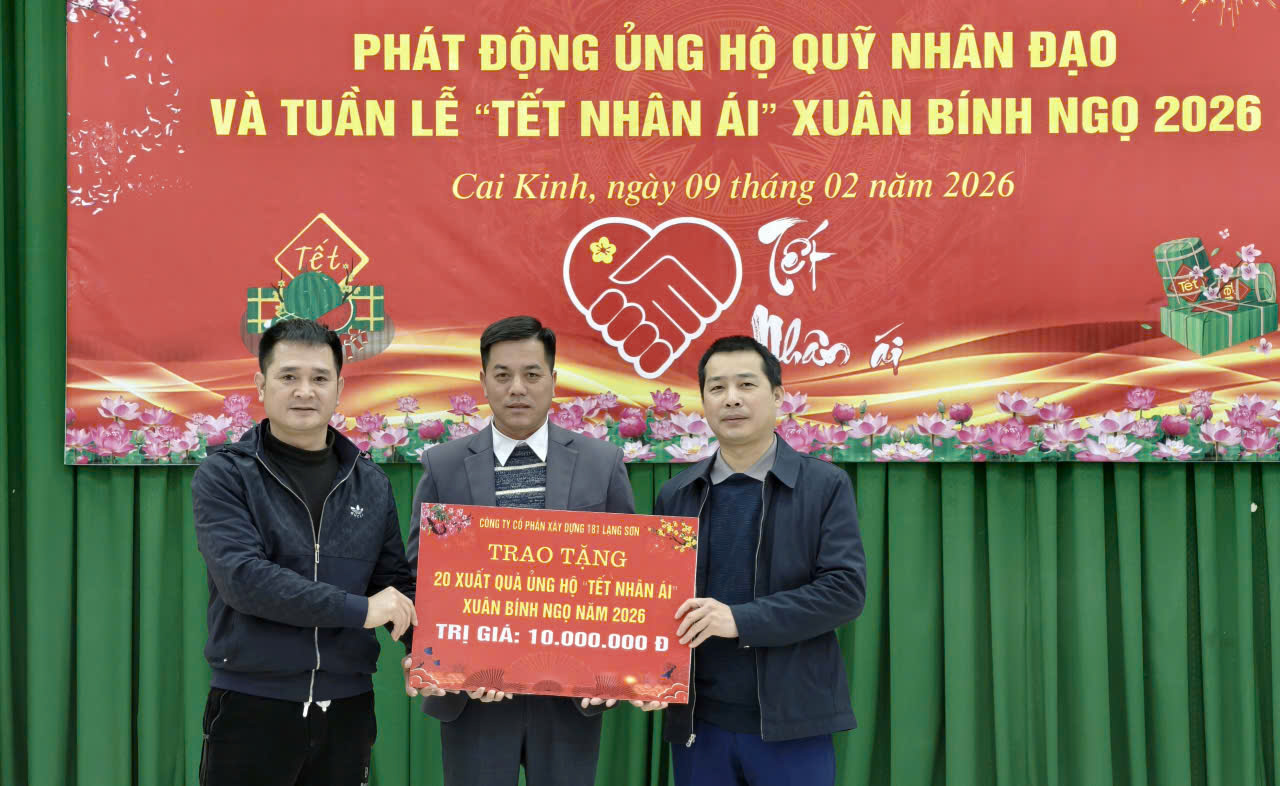 PHÁT ĐỘNG ỦNG HỘ QUỸ NHÂN ĐẠO
VÀ TUẦN LỄ “TẾT NHÂN ÁI” XUÂN BÍNH NGỌ 2026
Cai Kinh, ngày 09 tháng 02 năm 2026
Tết
Tết
Nhân ái
Tết
CÔNG TY CỔ PHẦN XÂY DỰNG 181 LẠNG SƠN
TRAO TẶNG
20 XUẤT QUÀ ỦNG HỘ “TẾT NHÂN ÁI”
XUÂN BÍNH NGỌ NĂM 2026
TRỊ GIÁ: 10.000.000 Đ